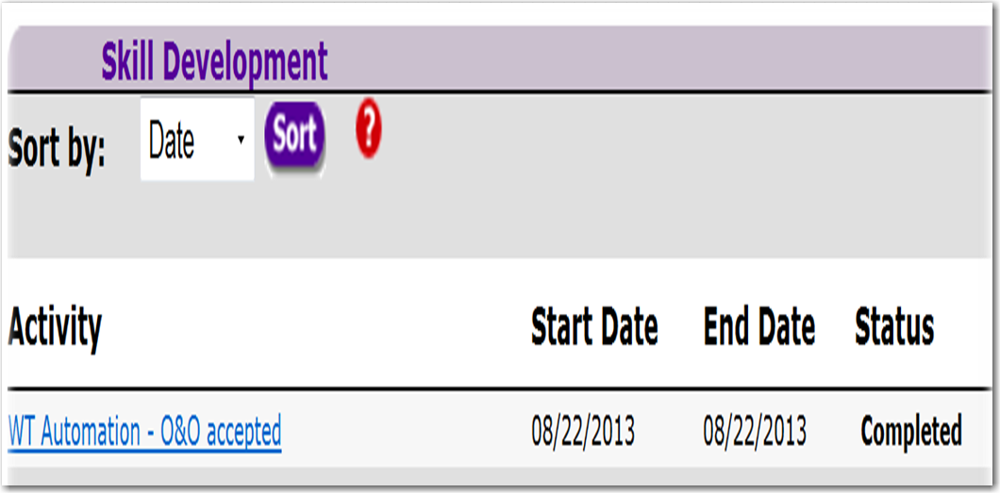 Skill Development
Sort by: Date Sort ?
Activity Start Date End Date Status
WT Automation - O&O accepted 08/22/2013 08/22/2013 Completed